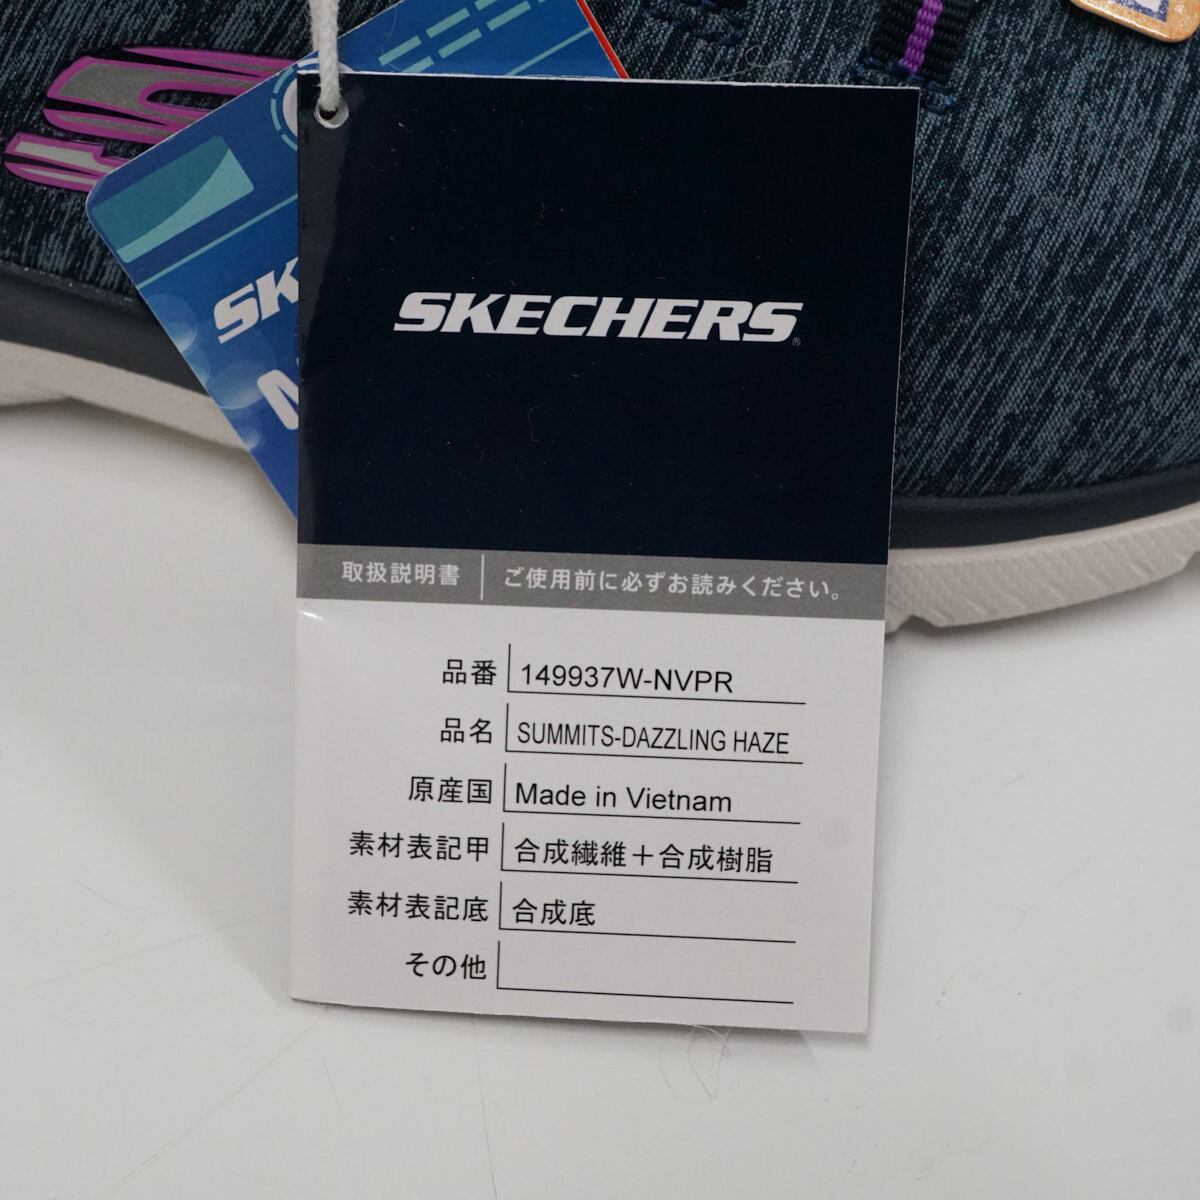 SK
SKECHERS®
取扱説明書 ご使用前に必ずお読みください。
品番 149937W-NVPR
品名 SUMMITS-DAZZLING HAZE
原産国 Made in Vietnam
素材表記甲 合成繊維＋合成樹脂
素材表記底 合成底
その他